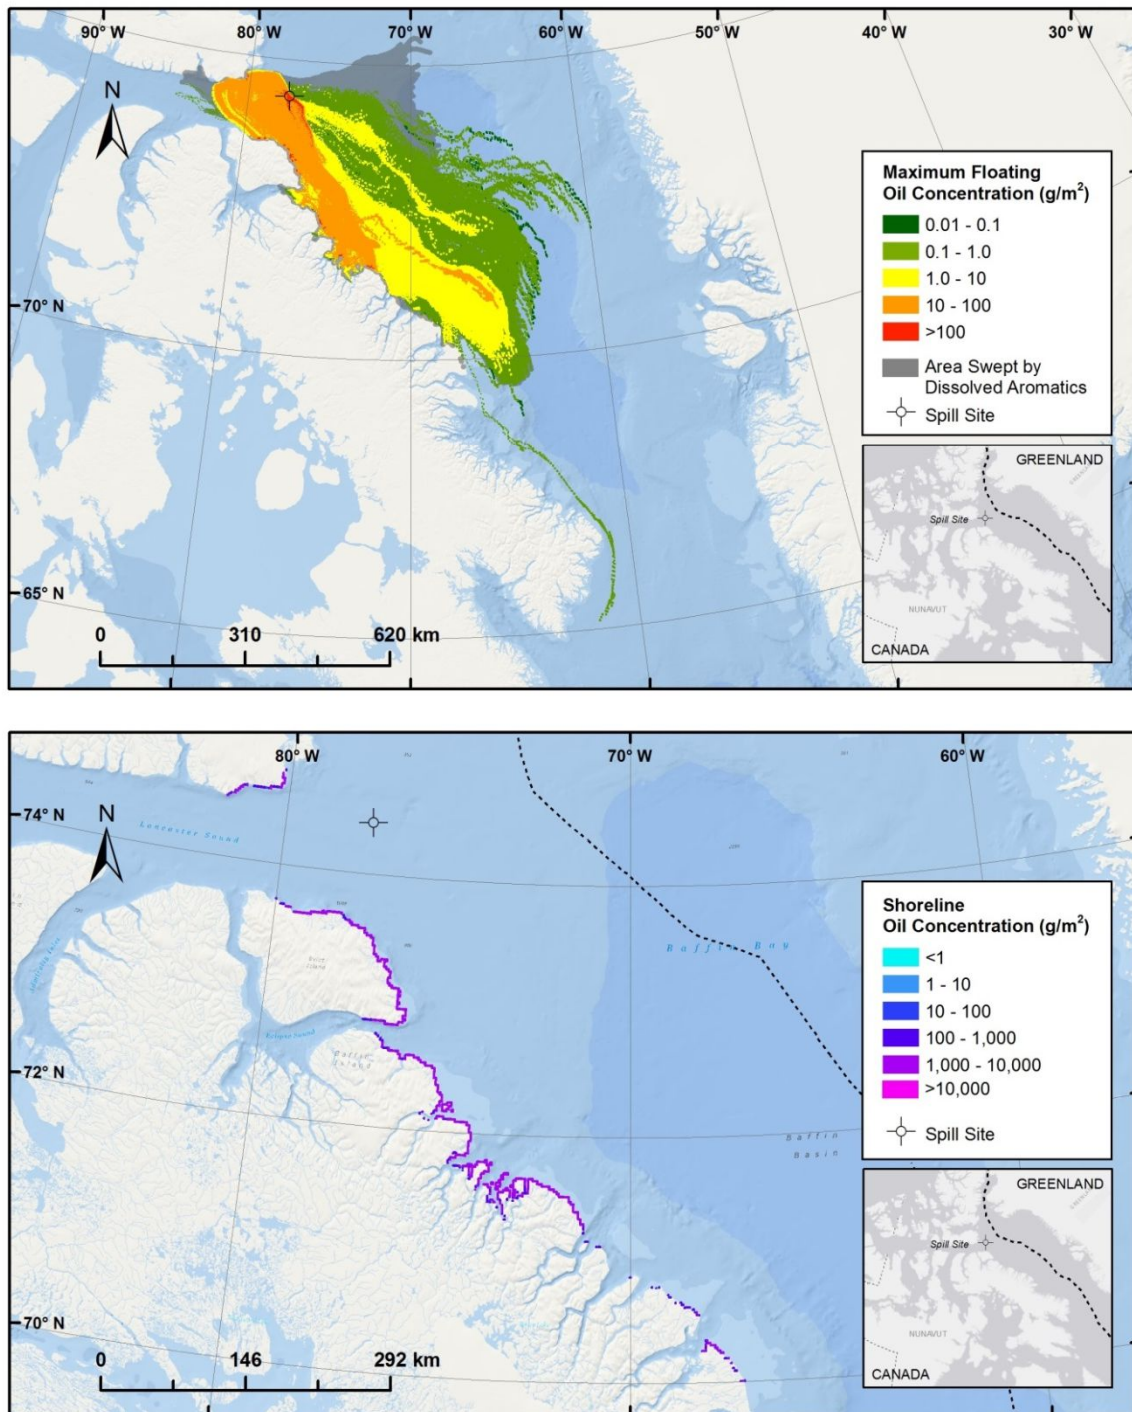 90° W 80° W 70° W 60° W 50° W 40° W 30° W
N
70° N
65° N
0 310 620 km
Maximum Floating
Oil Concentration (g/m²)
0.01 - 0.1
0.1 - 1.0
1.0 - 10
10 - 100
>100
Area Swept by
Dissolved Aromatics
Spill Site
GREENLAND
Spill Site
NUNAVUT
CANADA
80° W 70° W 60° W
74° N
N
Lancaster Sound
Baffin Bay
Eclipse Sound
Baffin
Island
72° N
Baffin
Basin
70° N
0 146 292 km
Shoreline
Oil Concentration (g/m²)
<1
1 - 10
10 - 100
100 - 1,000
1,000 - 10,000
>10,000
Spill Site
GREENLAND
Spill Site
NUNAVUT
CANADA